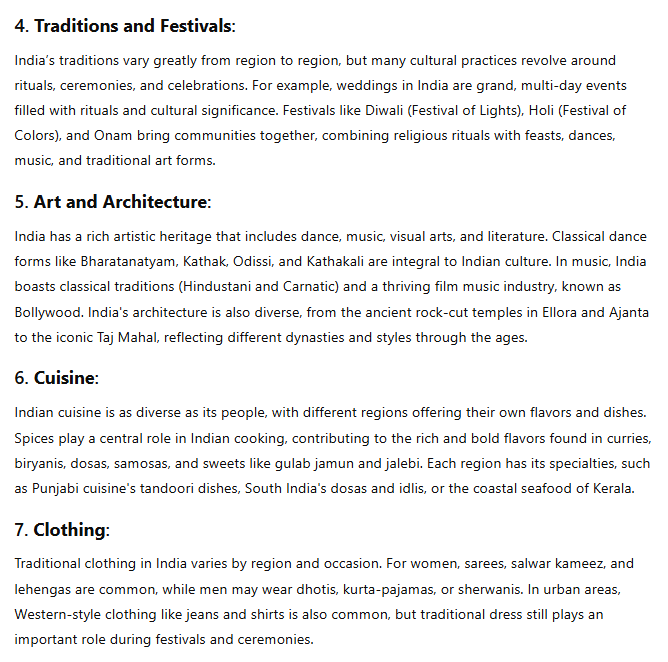 4. Traditions and Festivals:
India's traditions vary greatly from region to region, but many cultural practices revolve around
rituals, ceremonies, and celebrations. For example, weddings in India are grand, multi-day events
filled with rituals and cultural significance. Festivals like Diwali (Festival of Lights), Holi (Festival of
Colors), and Onam bring communities together, combining religious rituals with feasts, dances,
music, and traditional art forms.
5. Art and Architecture:
India has a rich artistic heritage that includes dance, music, visual arts, and literature. Classical dance
forms like Bharatanatyam, Kathak, Odissi, and Kathakali are integral to Indian culture. In music, India
boasts classical traditions (Hindustani and Carnatic) and a thriving film music industry, known as
Bollywood. India's architecture is also diverse, from the ancient rock-cut temples in Ellora and Ajanta
to the iconic Taj Mahal, reflecting different dynasties and styles through the ages.
6. Cuisine:
Indian cuisine is as diverse as its people, with different regions offering their own flavors and dishes.
Spices play a central role in Indian cooking, contributing to the rich and bold flavors found in curries,
biryanis, dosas, samosas, and sweets like gulab jamun and jalebi. Each region has its specialties, such
as Punjabi cuisine's tandoori dishes, South India's dosas and idlis, or the coastal seafood of Kerala.
7. Clothing:
Traditional clothing in India varies by region and occasion. For women, sarees, salwar kameez, and
lehengas are common, while men may wear dhotis, kurta-pajamas, or sherwanis. In urban areas,
Western-style clothing like jeans and shirts is also common, but traditional dress still plays an
important role during festivals and ceremonies.